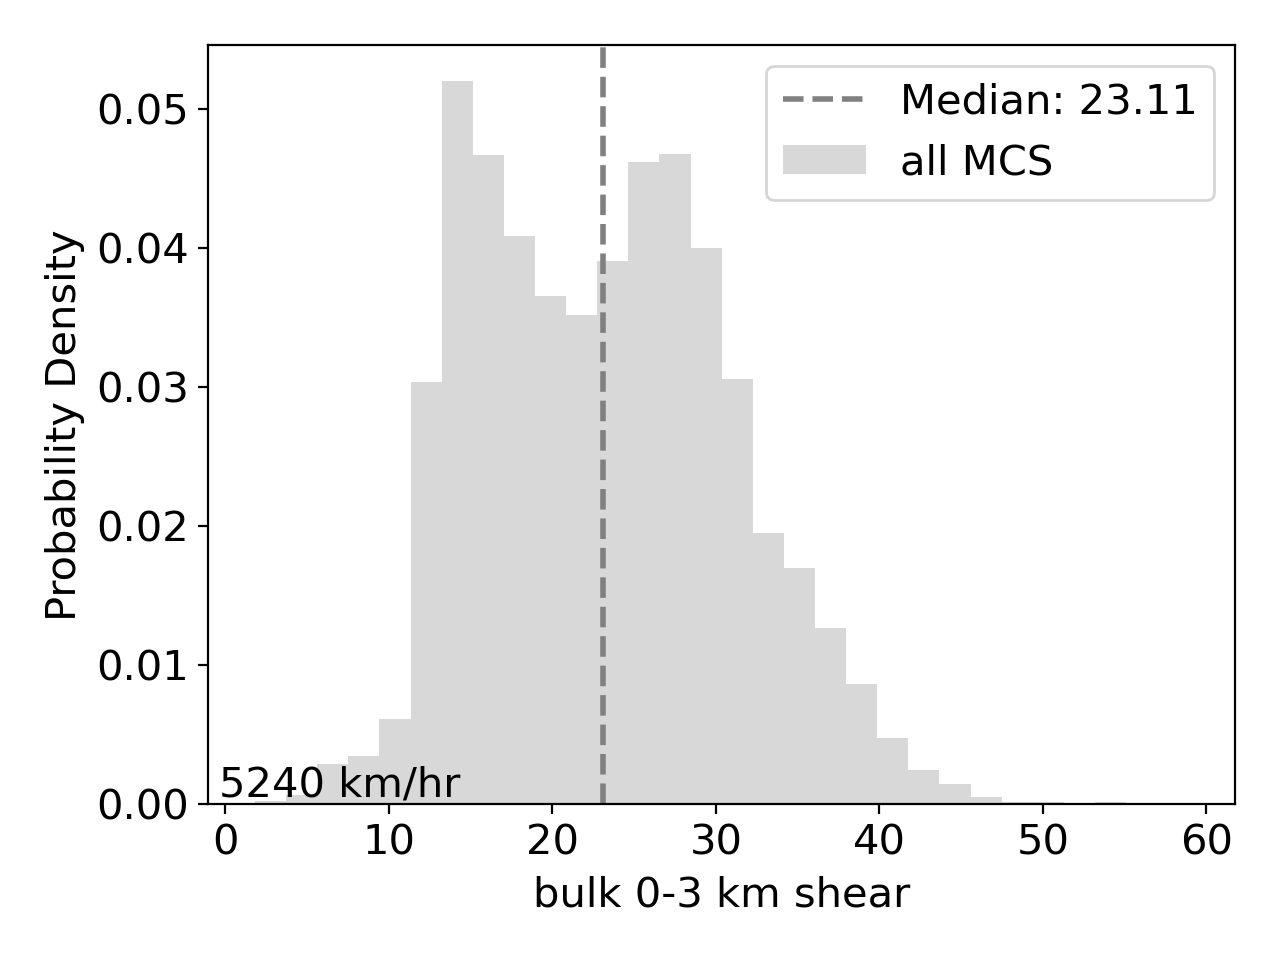 Median: 23.11
all MCS
Probability Density
0.05
0.04
0.03
0.02
0.01
0.00
5240 km/hr
0 10 20 30 40 50 60
bulk 0-3 km shear